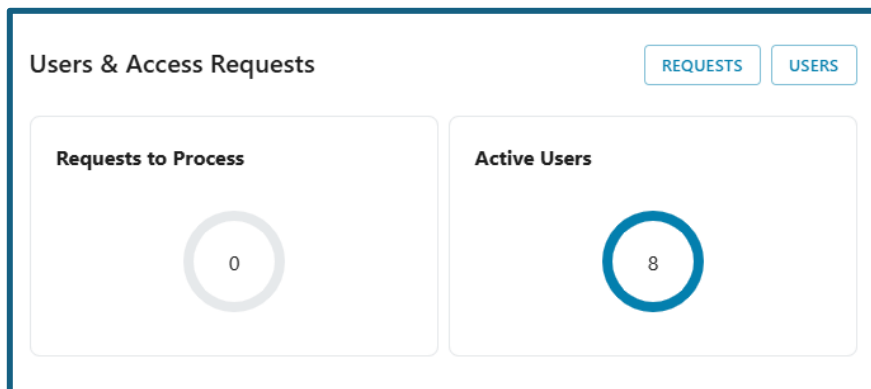 Users & Access Requests
REQUESTS
USERS
Requests to Process
0
Active Users
8